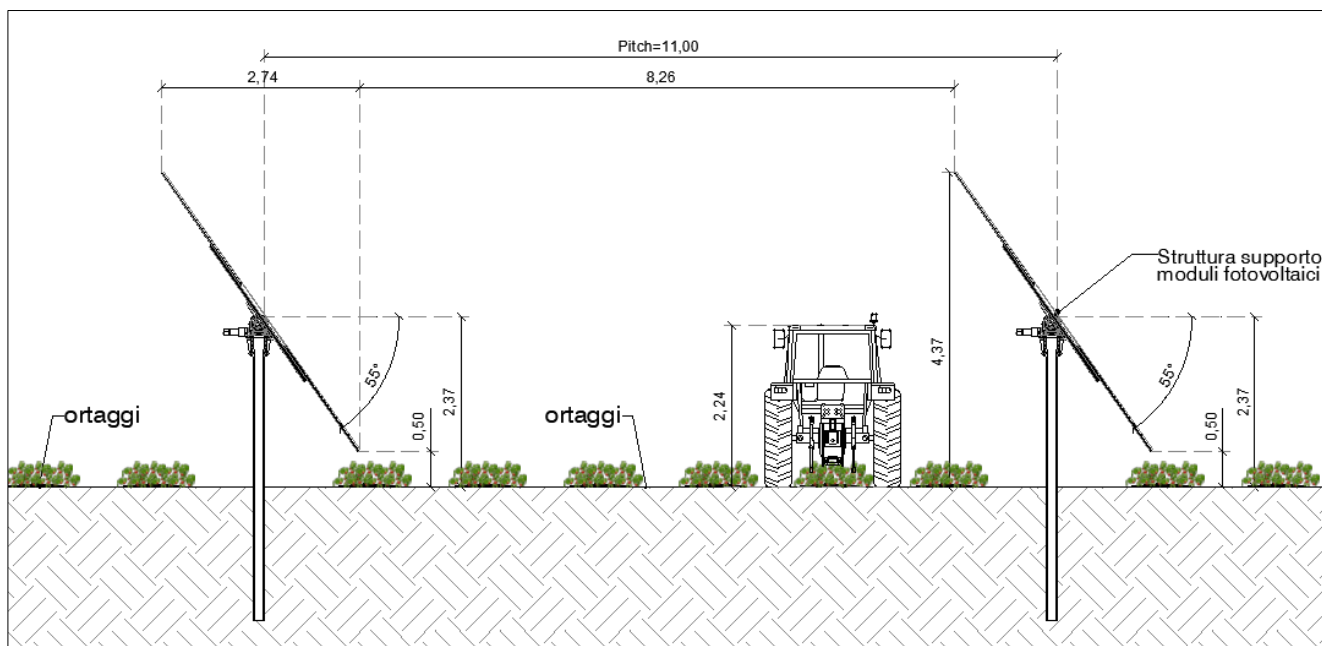 Pitch=11,00
2,74
8,26
Struttura supporto
moduli fotovoltaici
55°
2,37
0,50
2,24
4,37
55°
2,37
0,50
ortaggi
ortaggi